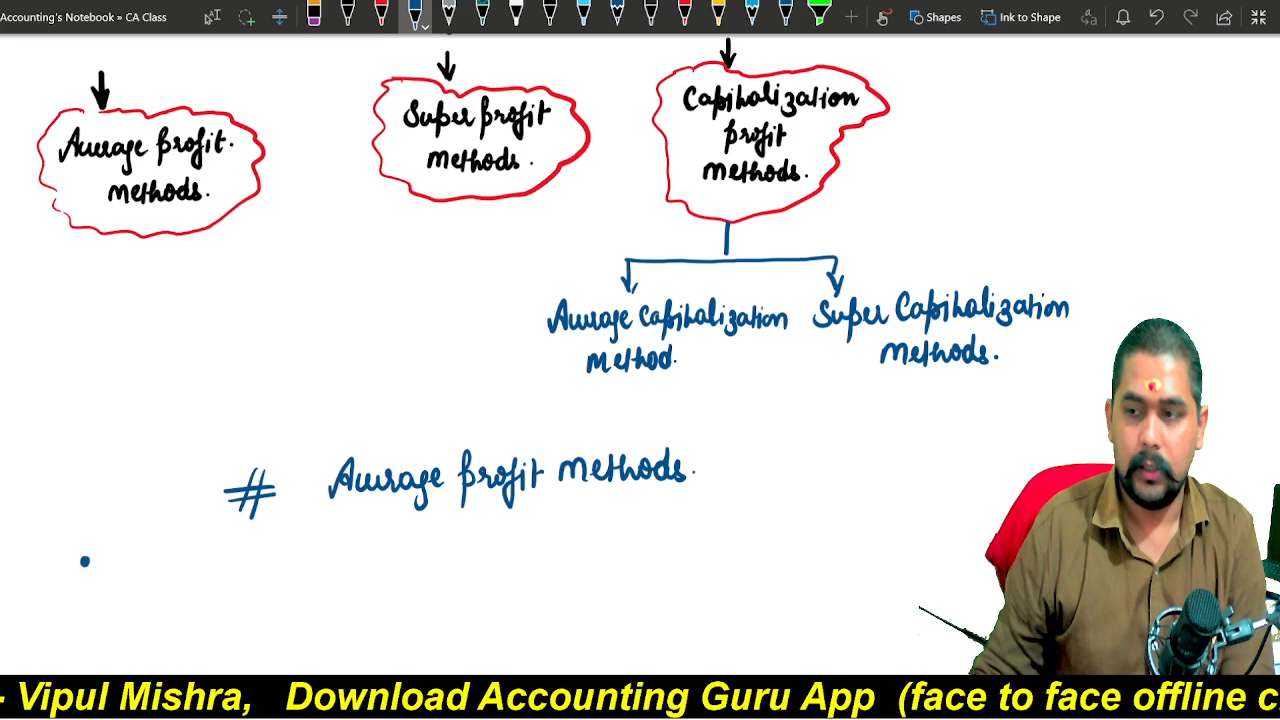 Accounting's Notebook » CA Class
Shapes
Ink to Shape
Average profit
methods.
Super profit
methods.
Capitalization
profit
methods.
Average Capitalization
Method.
Super Capitalization
Methods.
# Average profit Methods.
- Vipul Mishra, Download Accounting Guru App (face to face offline c